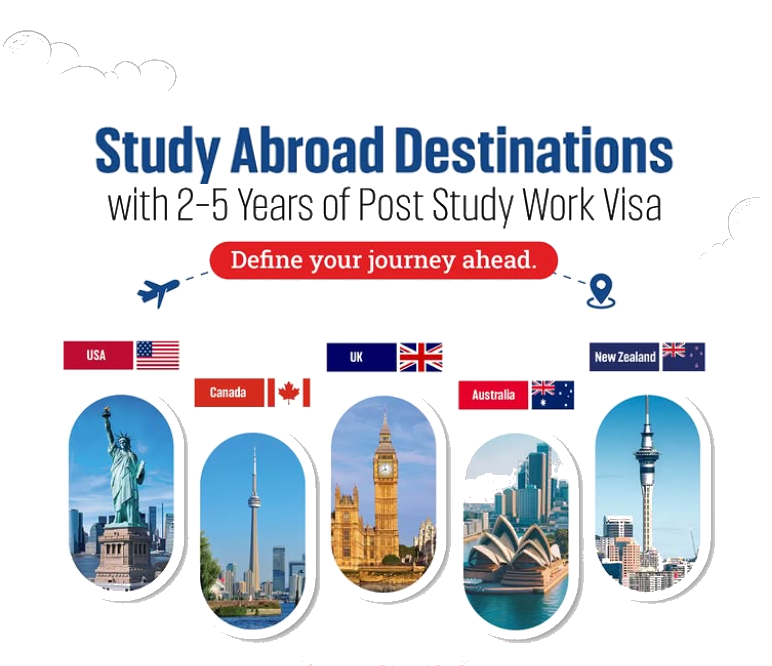 Study Abroad Destinations
with 2-5 Years of Post Study Work Visa
Define your journey ahead.
USA
Canada
UK
Australia
New Zealand